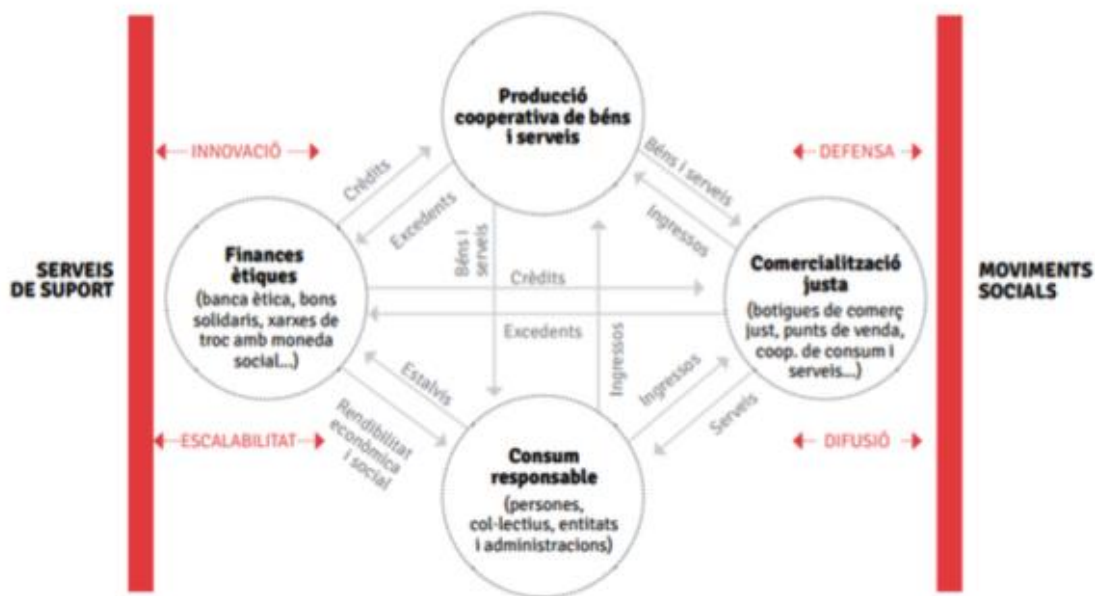 Producció
cooperativa de béns
i serveis
INNOVACIÓ
DEFENSA
Crèdits
Excedents
Béns i serveis
Ingressos
Béns i
serveis
SERVEIS
DE SUPORT
Finances
ètiques
(banca ètica, bons
solidaris, xarxes de
troc amb moneda
social...)
Crèdits
Excedents
Comercialització
justa
(botigues de comerç
just, punts de venda,
coop. de consum i
serveis...)
MOVIMENTS
SOCIALS
Estalvis
Rendibilitat
econòmica
i social
Ingressos
Ingressos
Serveis
ESCALABILITAT
DIFUSIÓ
Consum
responsable
(persones,
col·lectius, entitats
i administracions)